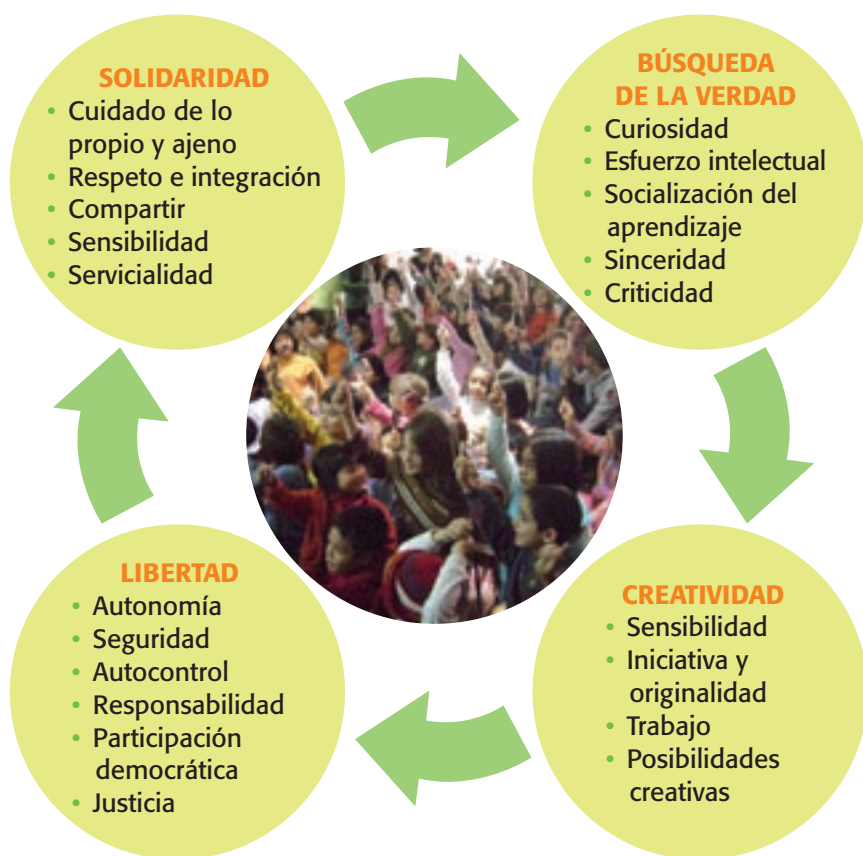 SOLIDARIDAD
• Cuidado de lo
propio y ajeno
• Respeto e integración
• Compartir
• Sensibilidad
• Servicialidad
BÚSQUEDA
DE LA VERDAD
• Curiosidad
• Esfuerzo intelectual
• Socialización del
aprendizaje
• Sinceridad
• Criticidad
CREATIVIDAD
• Sensibilidad
• Iniciativa y
originalidad
• Trabajo
• Posibilidades
creativas
LIBERTAD
• Autonomía
• Seguridad
• Autocontrol
• Responsabilidad
• Participación
democrática
• Justicia